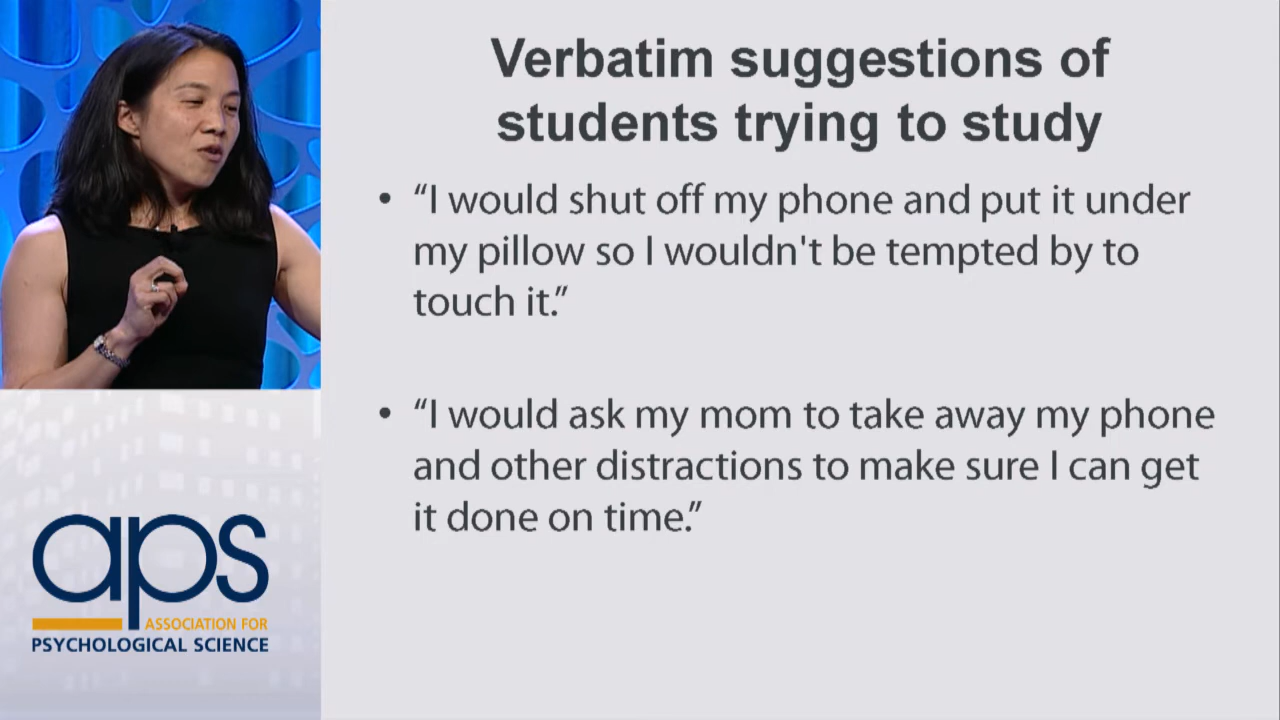 Verbatim suggestions of
students trying to study
• “I would shut off my phone and put it under
my pillow so I wouldn't be tempted by to
touch it.”
• “I would ask my mom to take away my phone
and other distractions to make sure I can get
it done on time.”
aps
ASSOCIATION FOR
PSYCHOLOGICAL SCIENCE